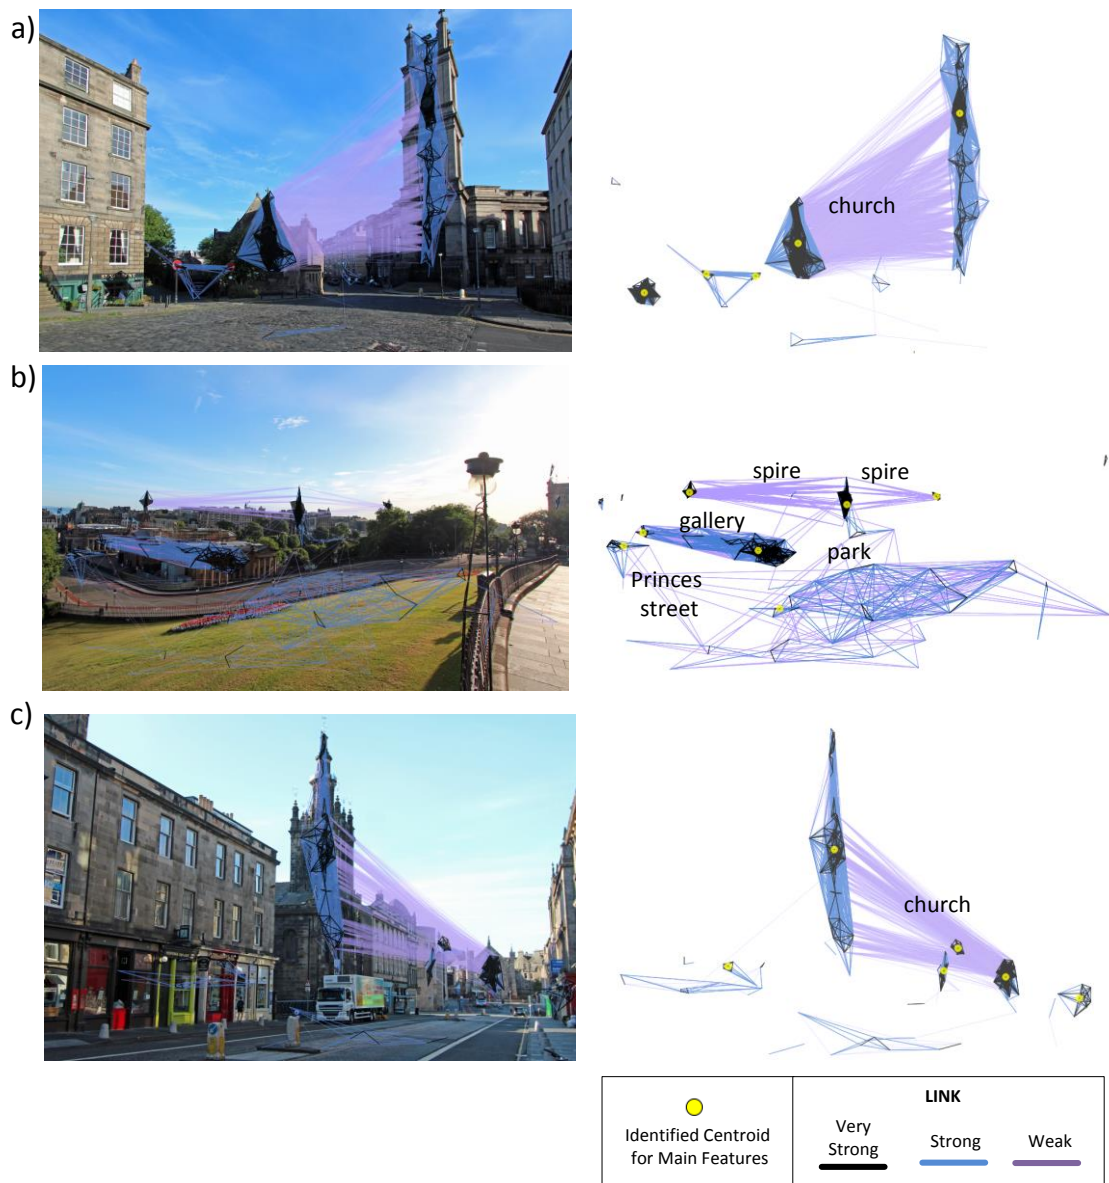 a)
church
b)
spire
spire
gallery
park
Princes
street
c)
church
Identified Centroid
for Main Features
LINK
Very
Strong
Strong
Weak